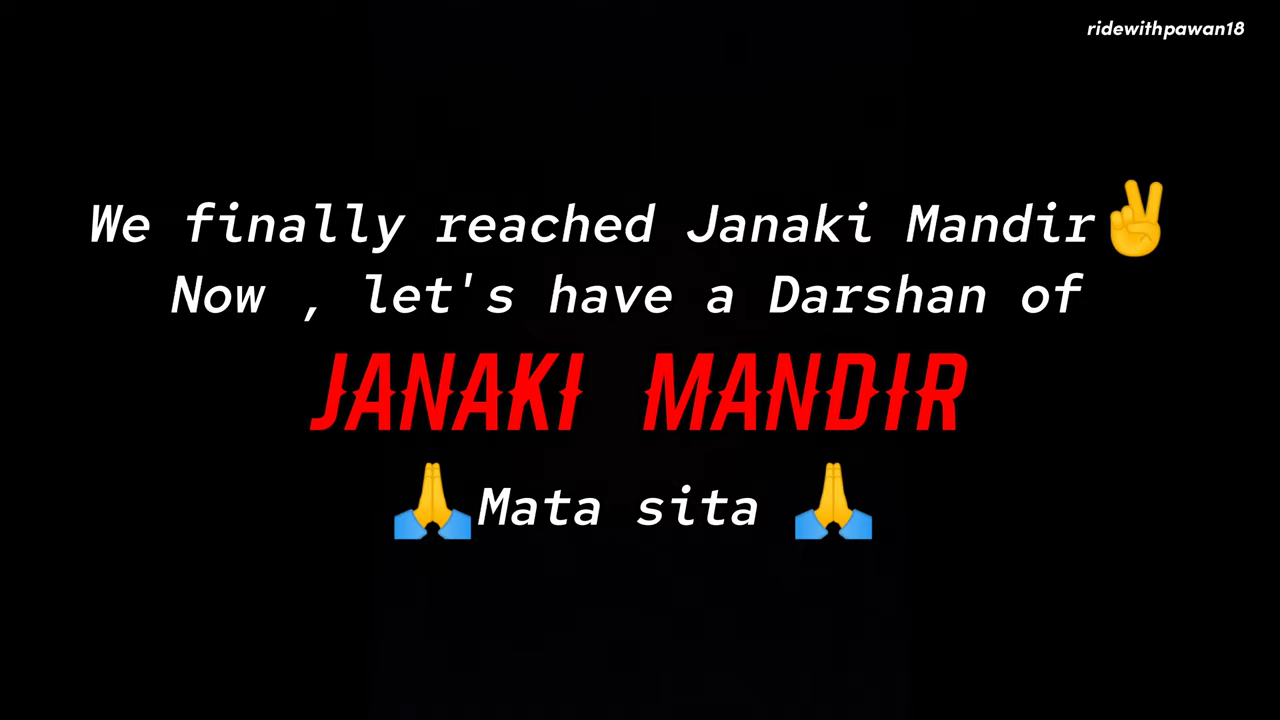 ridewithpawan18
We finally reached Janaki Mandir✌
Now , let's have a Darshan of
JANAKI MANDIR
🙏Mata sita 🙏